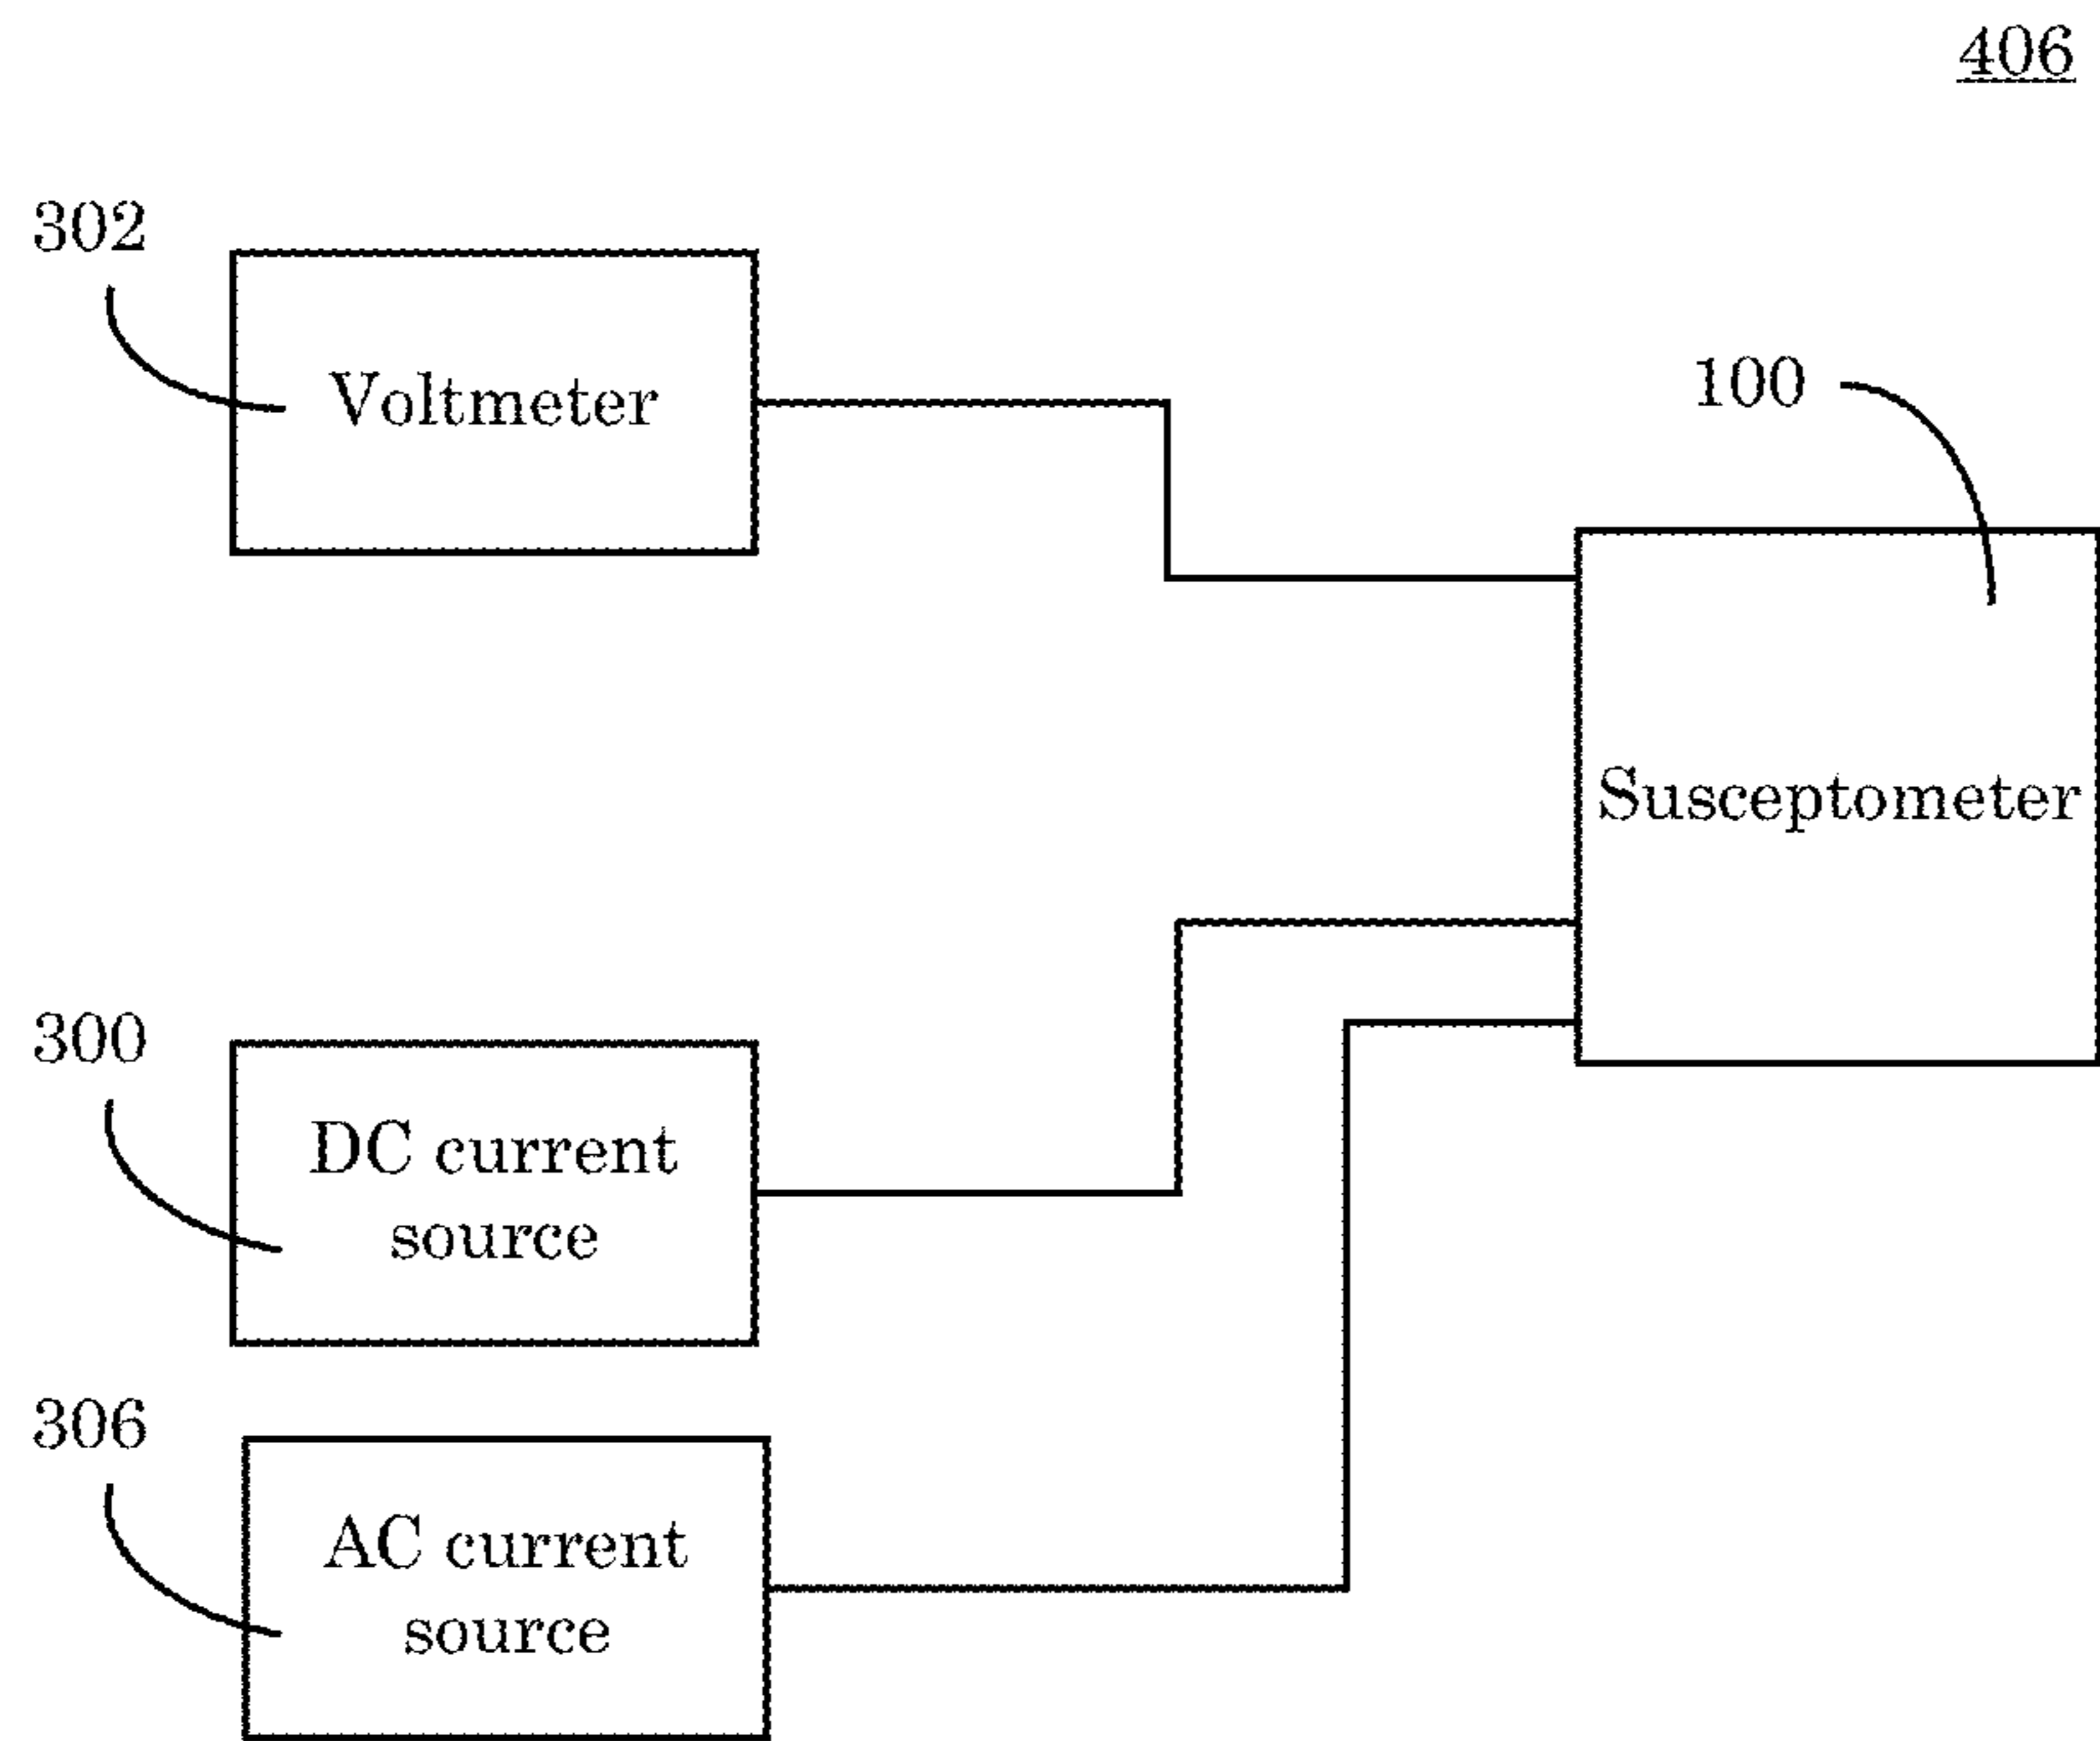 406
302
Voltmeter
100
Susceptometer
300
DC current
source
306
AC current
source